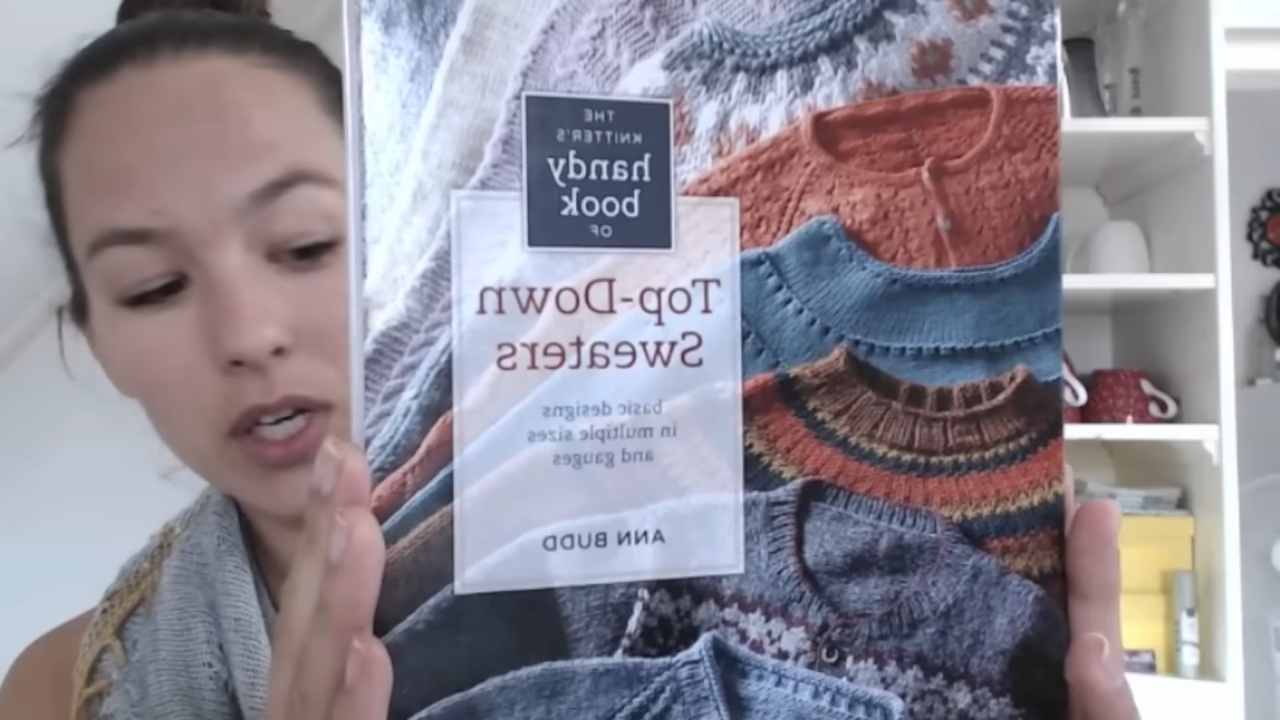 THE
KNITTER'S
handy
book
OF
Top-Down
Sweaters
basic designs
in multiple sizes
and gauges
ANN BUDD